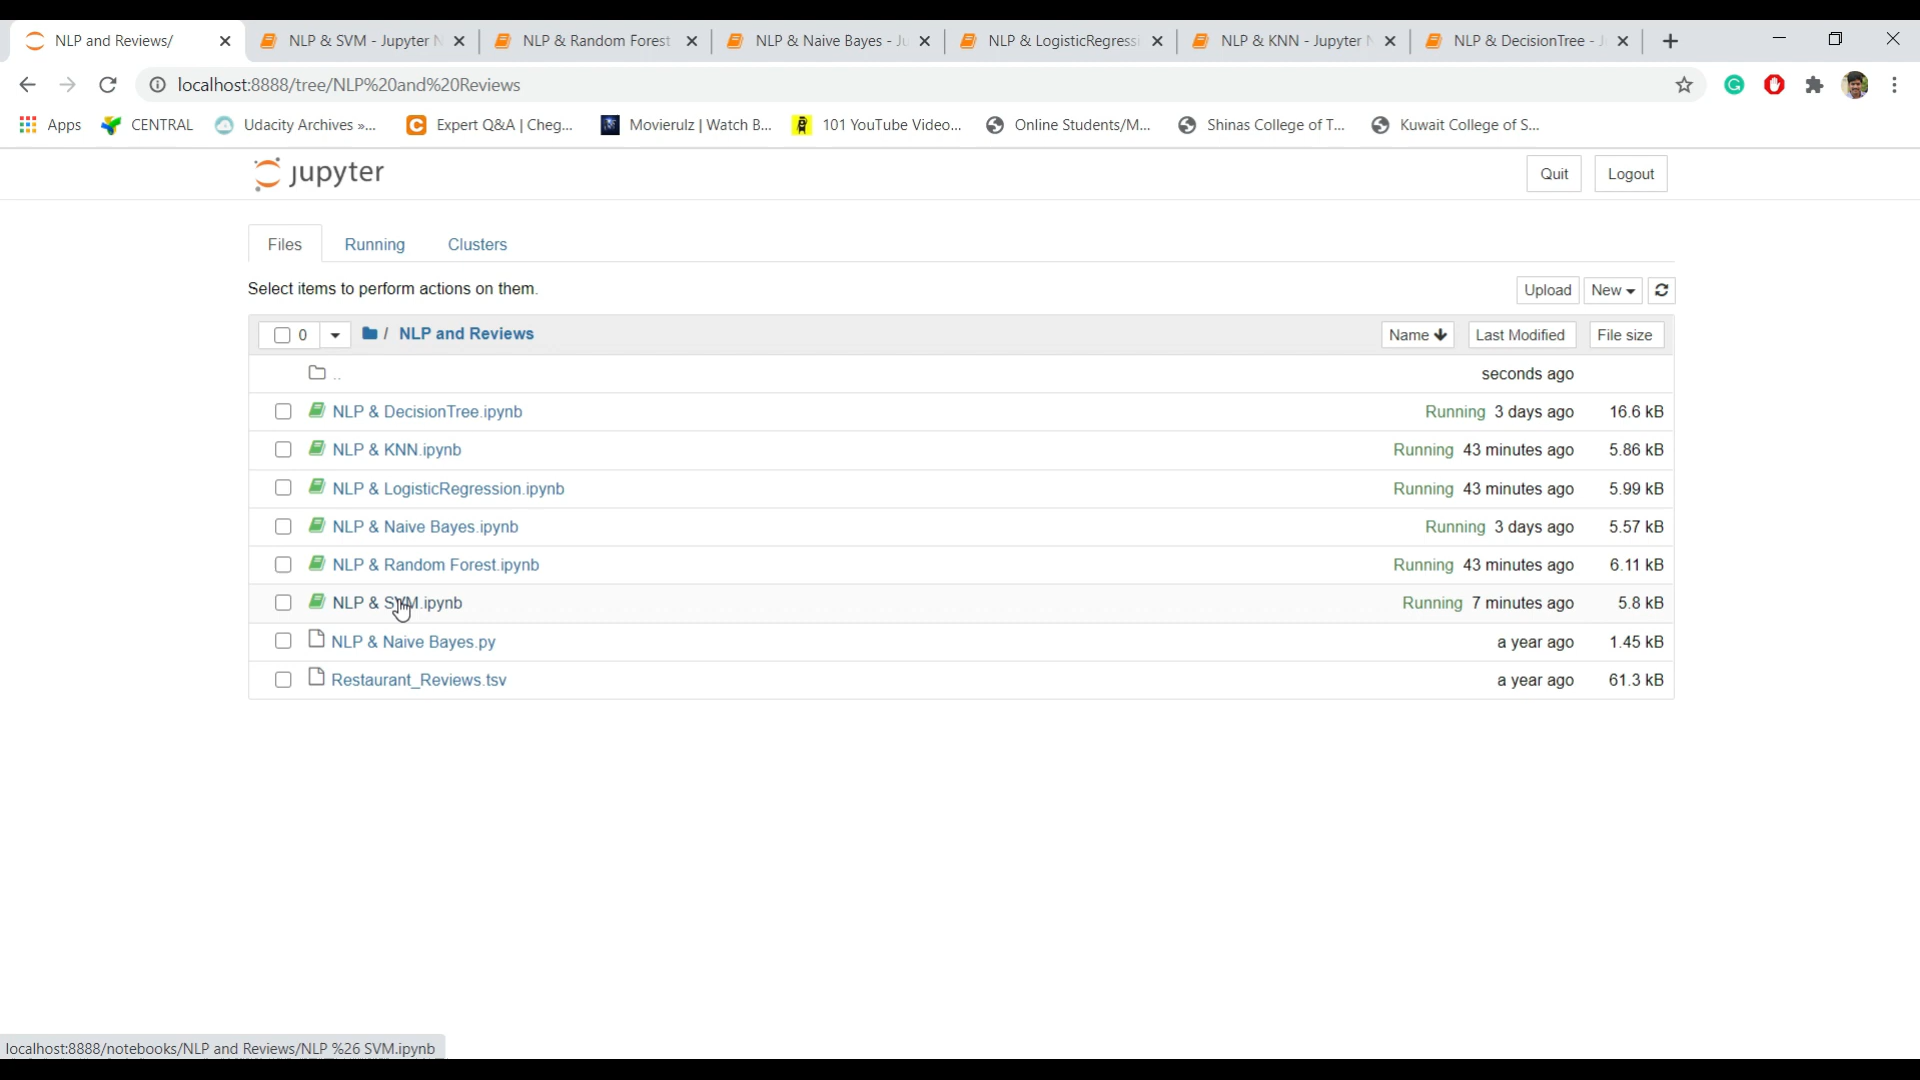 NLP and Reviews/
NLP & SVM - Jupyter N
NLP & Random Forest
NLP & Naive Bayes - Ju
NLP & LogisticRegressi
NLP & KNN - Jupyter N
NLP & DecisionTree - J
localhost:8888/tree/NLP%20and%20Reviews
Apps
CENTRAL
Udacity Archives »...
Expert Q&A | Cheg...
Movierulz | Watch B...
101 YouTube Video...
Online Students/M...
Shinas College of T...
Kuwait College of S...
jupyter
Quit
Logout
Files
Running
Clusters
Select items to perform actions on them.
Upload
New
0
/ NLP and Reviews
Name
Last Modified
File size
..
seconds ago
NLP & DecisionTree.ipynb Running 3 days ago 16.6 kB
NLP & KNN.ipynb Running 43 minutes ago 5.86 kB
NLP & LogisticRegression.ipynb Running 43 minutes ago 5.99 kB
NLP & Naive Bayes.ipynb Running 3 days ago 5.57 kB
NLP & Random Forest.ipynb Running 43 minutes ago 6.11 kB
NLP & SVM.ipynb Running 7 minutes ago 5.8 kB
NLP & Naive Bayes.py a year ago 1.45 kB
Restaurant_Reviews.tsv a year ago 61.3 kB
localhost:8888/notebooks/NLP and Reviews/NLP %26 SVM.ipynb